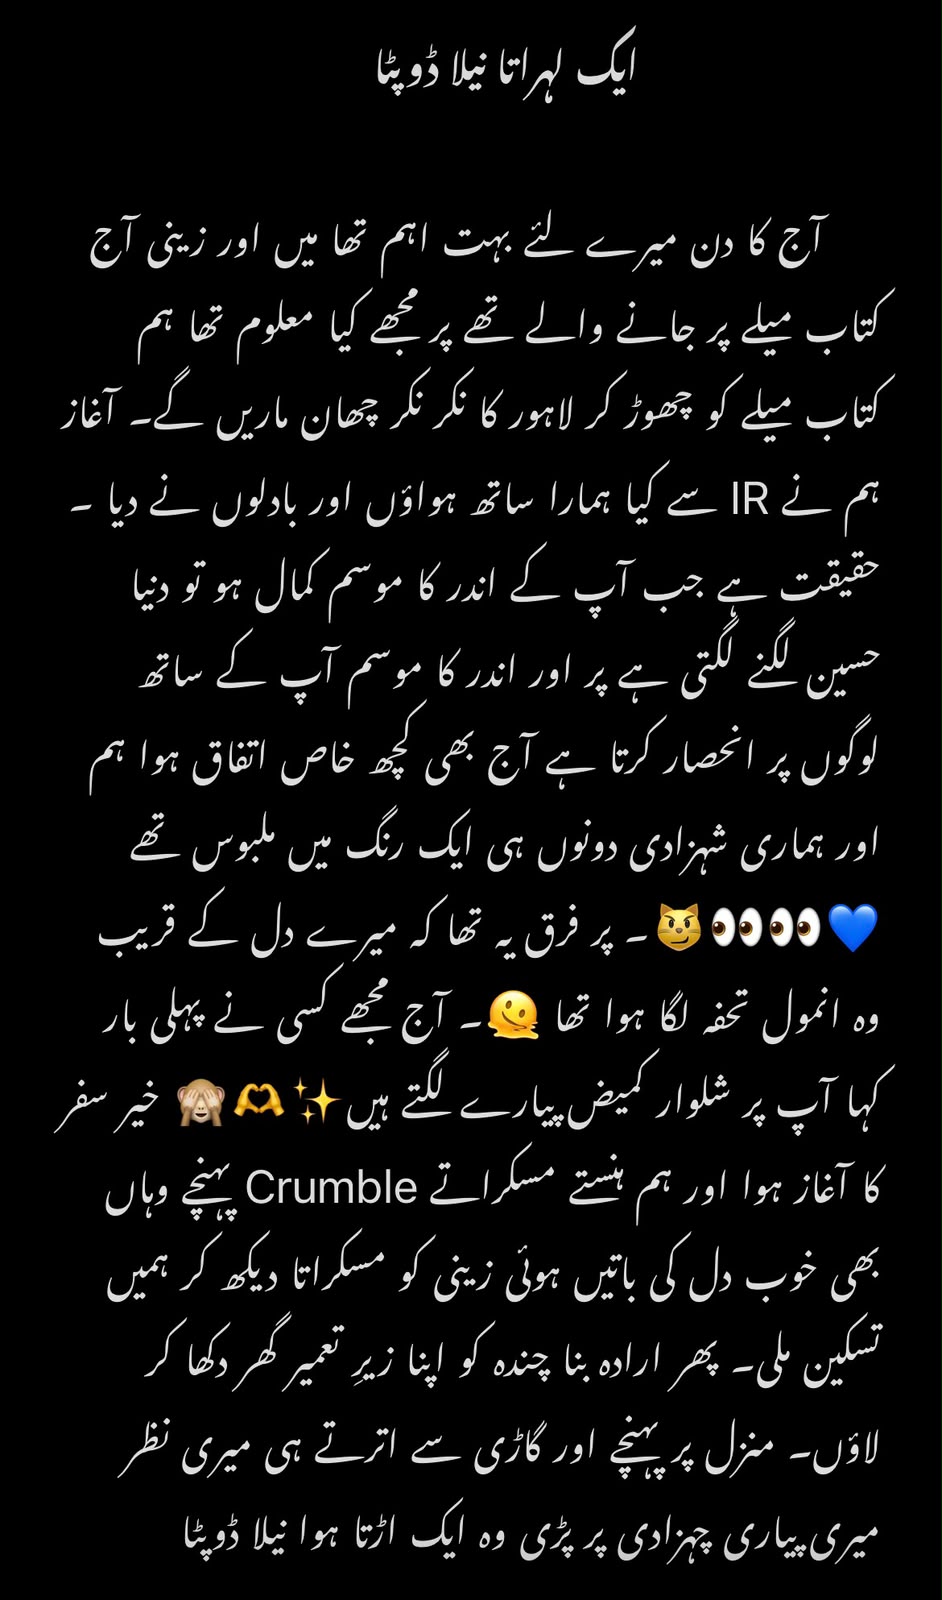 ایک لہراتا نیلا ڈوپٹا
آج کا دن میرے لئے بہت اہم تھا میں اور زینی آج
کتاب میلے پر جانے والے تھے پر مجھے کیا معلوم تھا ہم
کتاب میلے کو چھوڑ کر لاہور کا نکر نکر چھان ماریں گے۔ آغاز
ہم نے IR سے کیا ہمارا ساتھ ہواؤں اور بادلوں نے دیا ۔
حقیقت ہے جب آپ کے اندر کا موسم کمال ہو تو دنیا
حسین لگنے لگتی ہے پر اور اندر کا موسم آپ کے ساتھ
لوگوں پر انحصار کرتا ہے آج بھی کچھ خاص اتفاق ہوا ہم
اور ہماری شہزادی دونوں ہی ایک رنگ میں ملبوس تھے
💙👀👀😼۔ پر فرق یہ تھا کہ میرے دل کے قریب
وہ انمول تحفہ لگا ہوا تھا 🫠۔ آج مجھے کسی نے پہلی بار
کہا آپ پر شلوار کمیض پیارے لگتے ہیں✨🫶🙈 خیر سفر
کا آغاز ہوا اور ہم ہنستے مسکراتے Crumble پہنچے وہاں
بھی خوب دل کی باتیں ہوئی زینی کو مسکراتا دیکھ کر ہمیں
تسکین ملی۔ پھر ارادہ بنا چندہ کو اپنا زیرِ تعمیر گھر دکھا کر
لاؤں۔ منزل پر پہنچے اور گاڑی سے اترتے ہی میری نظر
میری پیاری چہزادی پر پڑی وہ ایک اڑتا ہوا نیلا ڈوپٹا